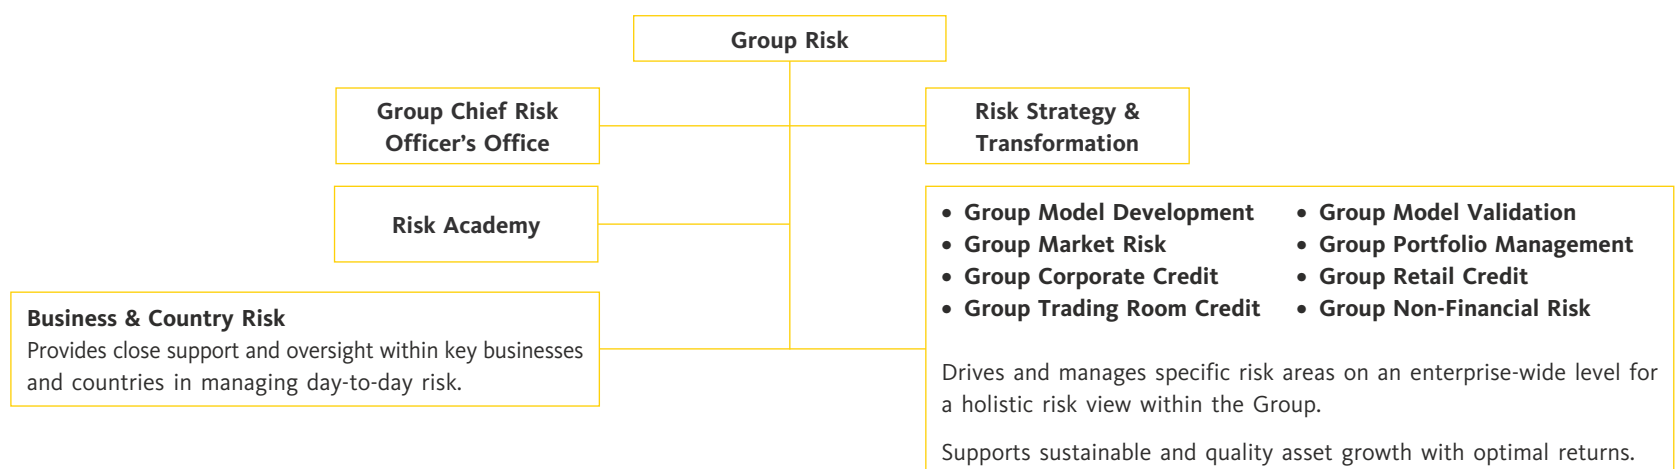 Group Risk
Group Chief Risk
Officer’s Office
Risk Strategy &
Transformation
Risk Academy
Business & Country Risk
Provides close support and oversight within key businesses
and countries in managing day-to-day risk.
• Group Model Development
• Group Market Risk
• Group Corporate Credit
• Group Trading Room Credit
• Group Model Validation
• Group Portfolio Management
• Group Retail Credit
• Group Non-Financial Risk
Drives and manages specific risk areas on an enterprise-wide level for
a holistic risk view within the Group.
Supports sustainable and quality asset growth with optimal returns.